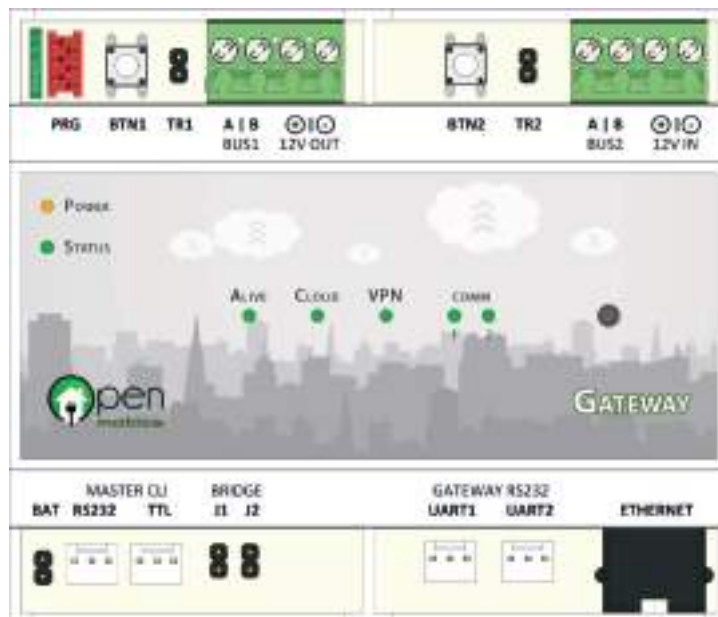 PRG BTN1 TR1 A | B 12V OUT BTN2 TR2 A | B 12V IN
BUS1 BUS2
POWER
STATUS
ALIVE CLOUD VPN COMM
1 2
Open
GATEWAY
MASTER CLI BRIDGE GATEWAY RS232
BAT RS232 TTL J1 J2 UART1 UART2 ETHERNET